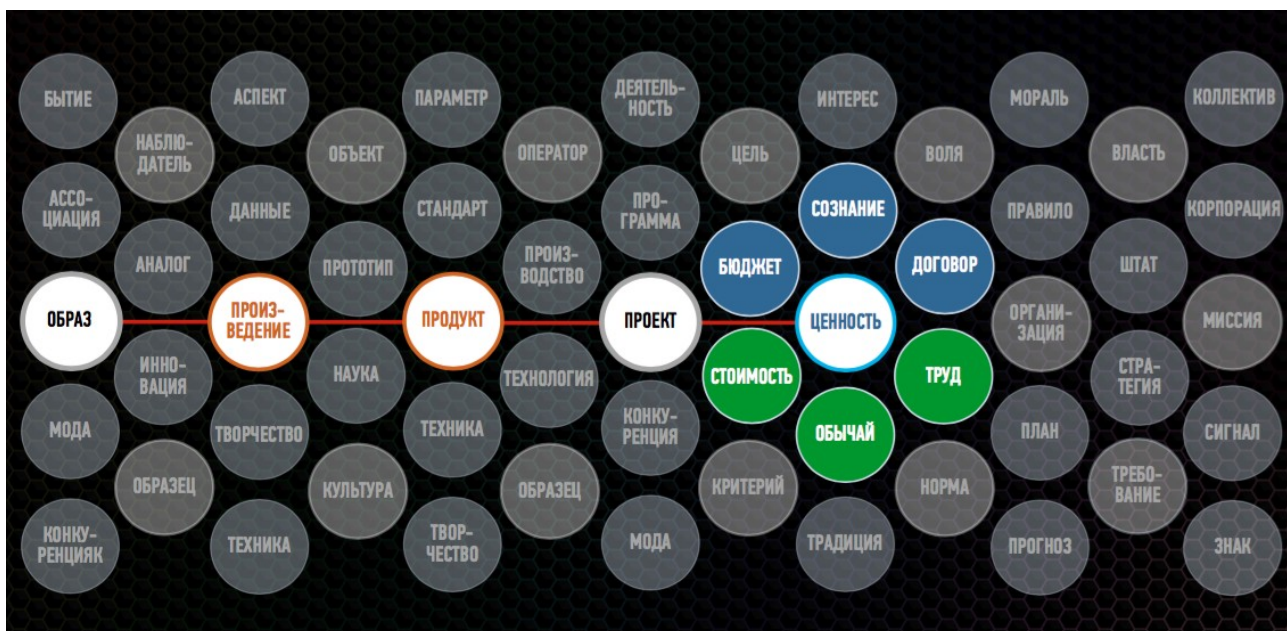 БЫТИЕ
АСПЕКТ
ПАРАМЕТР
ДЕЯТЕЛЬ-
НОСТЬ
ИНТЕРЕС
МОРАЛЬ
КОЛЛЕКТИВ
НАБЛЮ-
ДАТЕЛЬ
ОБЪЕКТ
ОПЕРАТОР
ЦЕЛЬ
ВОЛЯ
ВЛАСТЬ
АССО-
ЦИАЦИЯ
ДАННЫЕ
СТАНДАРТ
ПРО-
ГРАММА
СОЗНАНИЕ
ПРАВИЛО
КОРПОРАЦИЯ
АНАЛОГ
ПРОТОТИП
ПРОИЗ-
ВОДСТВО
БЮДЖЕТ
ДОГОВОР
ШТАТ
ОБРАЗ
ПРОИЗ-
ВЕДЕНИЕ
ПРОДУКТ
ПРОЕКТ
ЦЕННОСТЬ
ОРГАНИ-
ЗАЦИЯ
МИССИЯ
ИННО-
ВАЦИЯ
НАУКА
ТЕХНОЛОГИЯ
СТОИМОСТЬ
ТРУД
СТРА-
ТЕГИЯ
МОДА
ТВОРЧЕСТВО
ТЕХНИКА
КОНКУ-
РЕНЦИЯ
ОБЫЧАЙ
ПЛАН
СИГНАЛ
ОБРАЗЕЦ
КУЛЬТУРА
ОБРАЗЕЦ
КРИТЕРИЙ
НОРМА
ТРЕБО-
ВАНИЕ
КОНКУ-
РЕНЦИЯК
ТЕХНИКА
ТВОР-
ЧЕСТВО
МОДА
ТРАДИЦИЯ
ПРОГНОЗ
ЗНАК